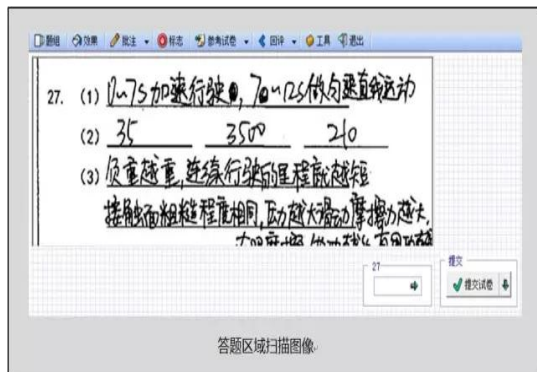 题组 效果 批注 标志 参考试卷 回评 工具 退出
27. (1) 0~7s加速行驶, 7~12s做匀速直线运动
(2) 35 3500 210
(3) 负重越重,连续行驶的里程就越短
接触面粗糙程度相同,压力越大滑动摩擦力越大,
27
提交
提交试卷
答题区域扫描图像